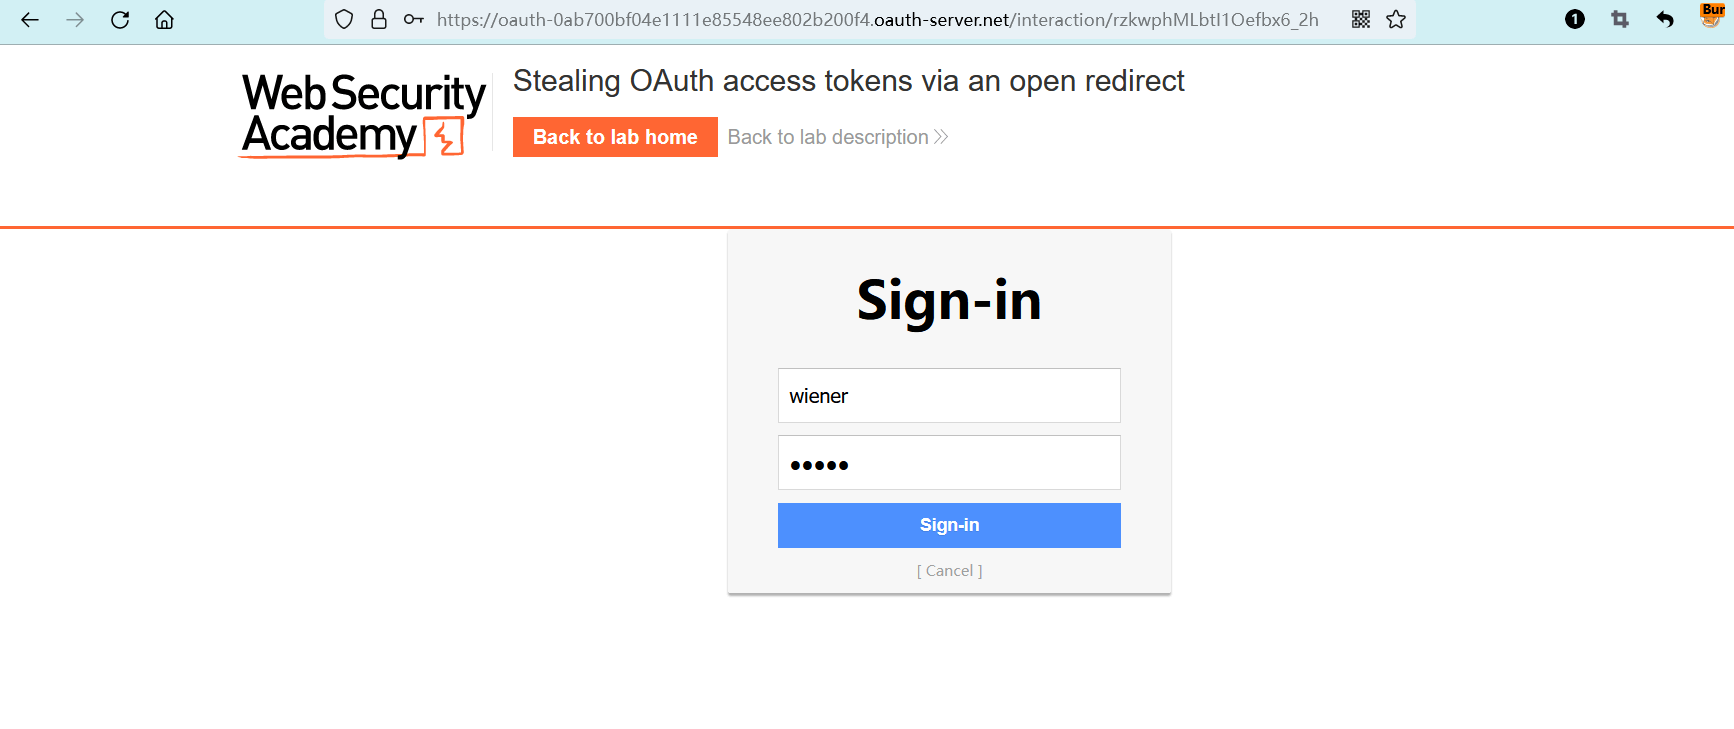 https://oauth-0ab700bf04e1111e85548ee802b200f4.oauth-server.net/interaction/rzkwphMLbtI1Oefbx6_2h
1
Bur
Web Security
Academy
Stealing OAuth access tokens via an open redirect
Back to lab home
Back to lab description
Sign-in
wiener
•••••
Sign-in
[ Cancel ]